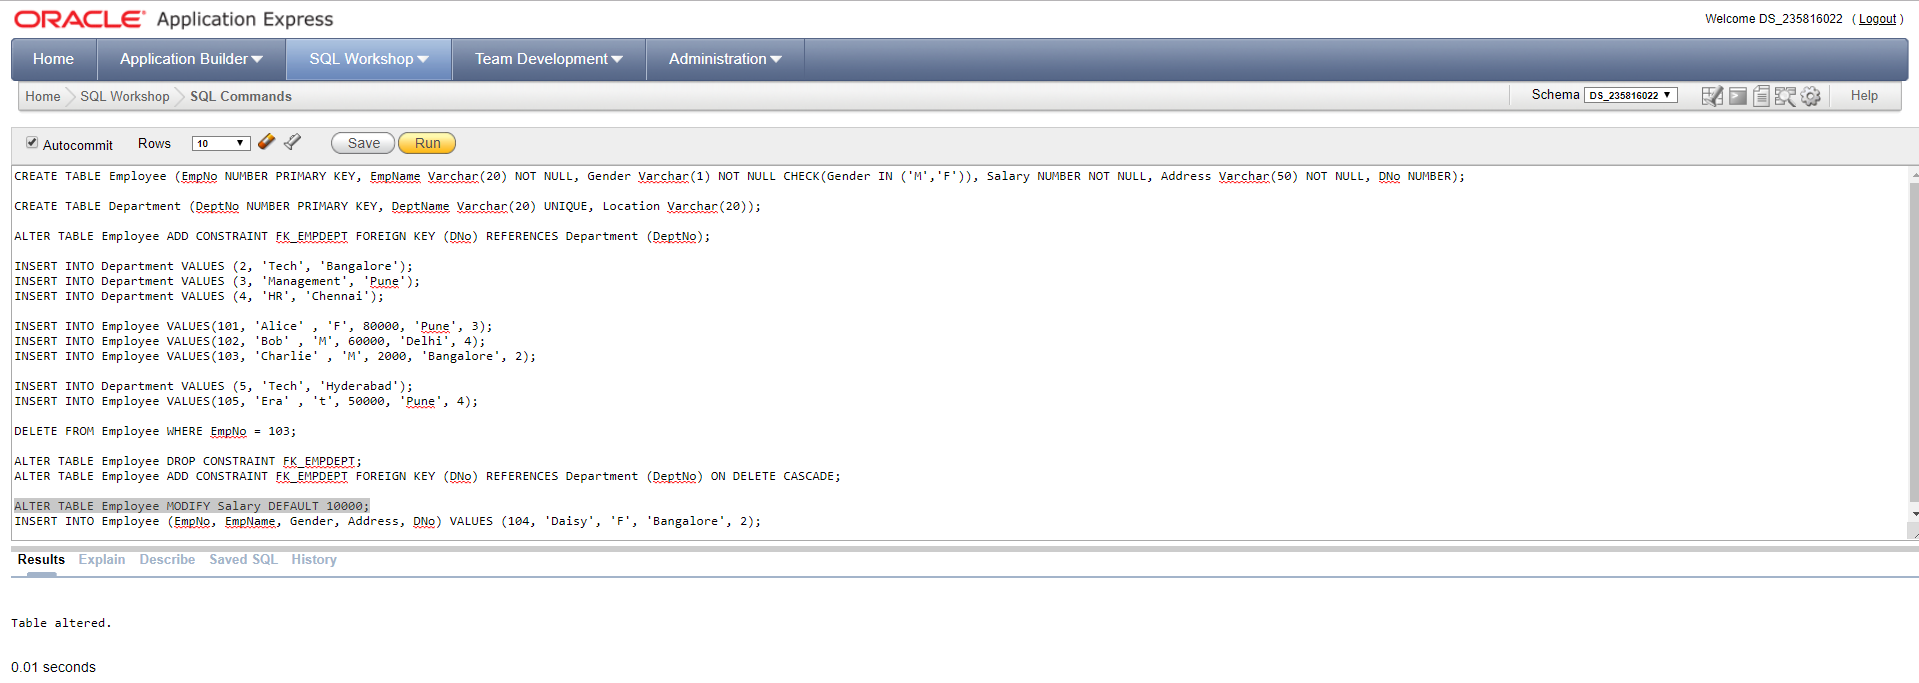 ORACLE Application Express
Welcome DS_235816022 ( Logout )
Home Application Builder SQL Workshop Team Development Administration
Home SQL Workshop SQL Commands
Schema DS_235816022 Help
Autocommit Rows 10 Save Run
CREATE TABLE Employee (EmpNo NUMBER PRIMARY KEY, EmpName Varchar(20) NOT NULL, Gender Varchar(1) NOT NULL CHECK(Gender IN ('M','F')), Salary NUMBER NOT NULL, Address Varchar(50) NOT NULL, DNo NUMBER);
CREATE TABLE Department (DeptNo NUMBER PRIMARY KEY, DeptName Varchar(20) UNIQUE, Location Varchar(20));
ALTER TABLE Employee ADD CONSTRAINT FK_EMPDEPT FOREIGN KEY (DNo) REFERENCES Department (DeptNo);
INSERT INTO Department VALUES (2, 'Tech', 'Bangalore');
INSERT INTO Department VALUES (3, 'Management', 'Pune');
INSERT INTO Department VALUES (4, 'HR', 'Chennai');
INSERT INTO Employee VALUES(101, 'Alice' , 'F', 80000, 'Pune', 3);
INSERT INTO Employee VALUES(102, 'Bob' , 'M', 60000, 'Delhi', 4);
INSERT INTO Employee VALUES(103, 'Charlie' , 'M', 2000, 'Bangalore', 2);
INSERT INTO Department VALUES (5, 'Tech', 'Hyderabad');
INSERT INTO Employee VALUES(105, 'Era' , 't', 50000, 'Pune', 4);
DELETE FROM Employee WHERE EmpNo = 103;
ALTER TABLE Employee DROP CONSTRAINT FK_EMPDEPT;
ALTER TABLE Employee ADD CONSTRAINT FK_EMPDEPT FOREIGN KEY (DNo) REFERENCES Department (DeptNo) ON DELETE CASCADE;
ALTER TABLE Employee MODIFY Salary DEFAULT 10000;
INSERT INTO Employee (EmpNo, EmpName, Gender, Address, DNo) VALUES (104, 'Daisy', 'F', 'Bangalore', 2);
Results Explain Describe Saved SQL History
Table altered.
0.01 seconds